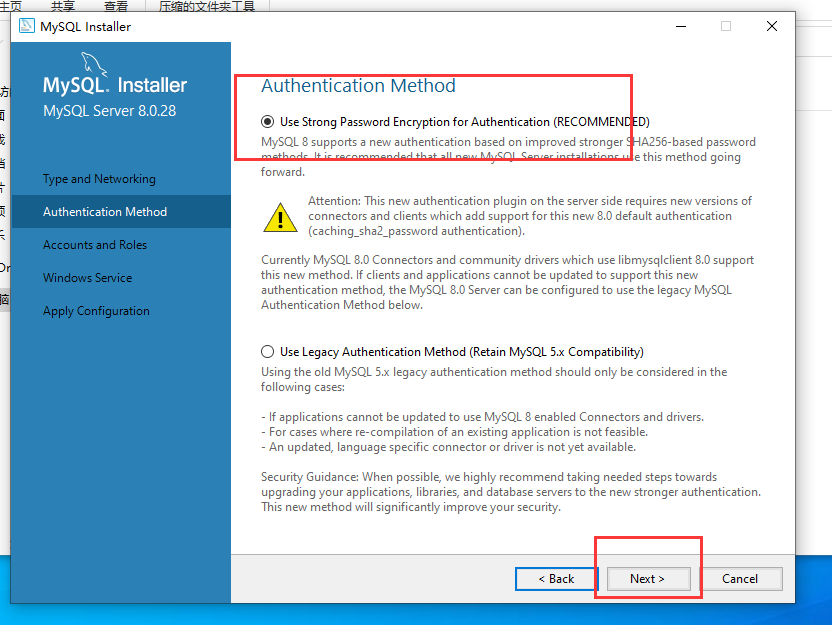 主页 共享 查看 压缩的文件夹工具
MySQL Installer
MySQL. Installer
MySQL Server 8.0.28
Type and Networking
Authentication Method
Accounts and Roles
Windows Service
Apply Configuration
Authentication Method
Use Strong Password Encryption for Authentication (RECOMMENDED)
MySQL 8 supports a new authentication based on improved stronger SHA256-based password
methods. It is recommended that all new MySQL Server installations use this method going
forward.
Attention: This new authentication plugin on the server side requires new versions of
connectors and clients which add support for this new 8.0 default authentication
(caching_sha2_password authentication).
Currently MySQL 8.0 Connectors and community drivers which use libmysqlclient 8.0 support
this new method. If clients and applications cannot be updated to support this new
authentication method, the MySQL 8.0 Server can be configured to use the legacy MySQL
Authentication Method below.
Use Legacy Authentication Method (Retain MySQL 5.x Compatibility)
Using the old MySQL 5.x legacy authentication method should only be considered in the
following cases:
- If applications cannot be updated to use MySQL 8 enabled Connectors and drivers.
- For cases where re-compilation of an existing application is not feasible.
- An updated, language specific connector or driver is not yet available.
Security Guidance: When possible, we highly recommend taking needed steps towards
upgrading your applications, libraries, and database servers to the new stronger authentication.
This new method will significantly improve your security.
< Back
Next >
Cancel